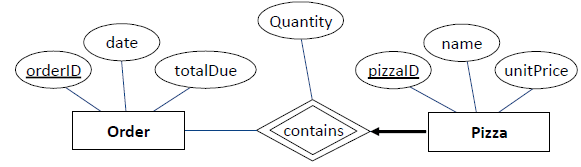 Quantity
date
name
orderID
totalDue
pizzaID
unitPrice
Order
contains
Pizza